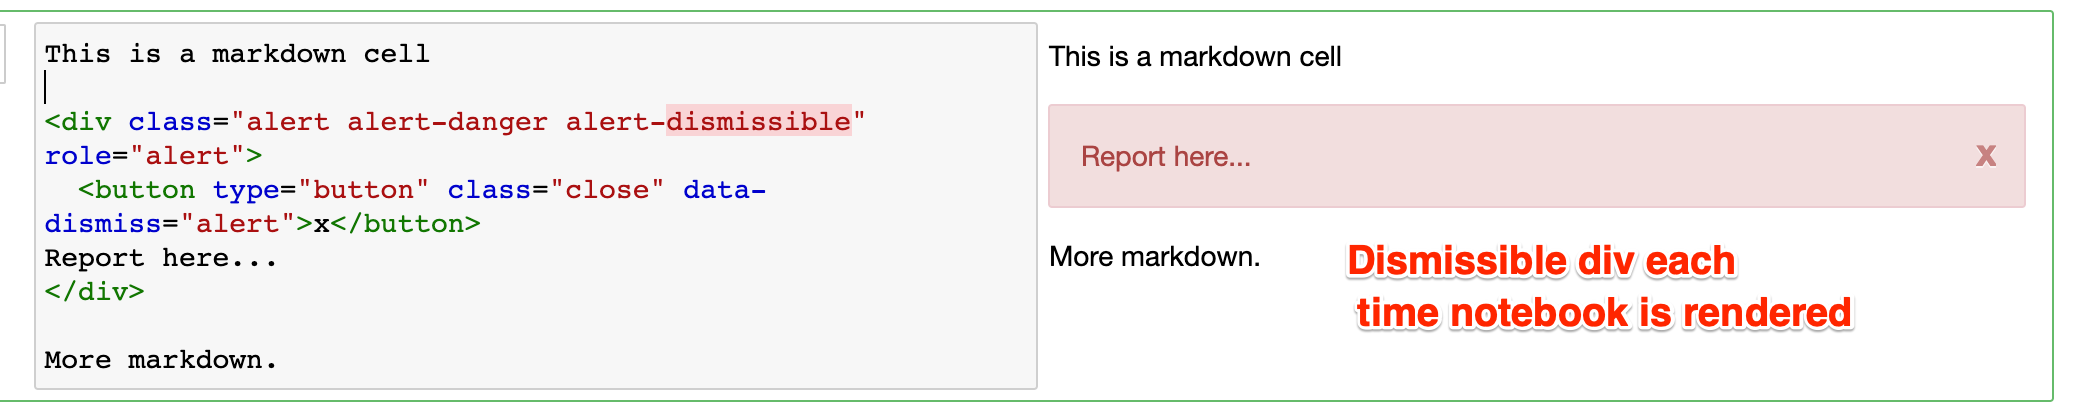 This is a markdown cell
<div class="alert alert-danger alert-dismissible"
role="alert">
  <button type="button" class="close" data-
dismiss="alert">x</button>
Report here...
</div>
More markdown.
This is a markdown cell
Report here... x
More markdown.
Dismissible div each
time notebook is rendered